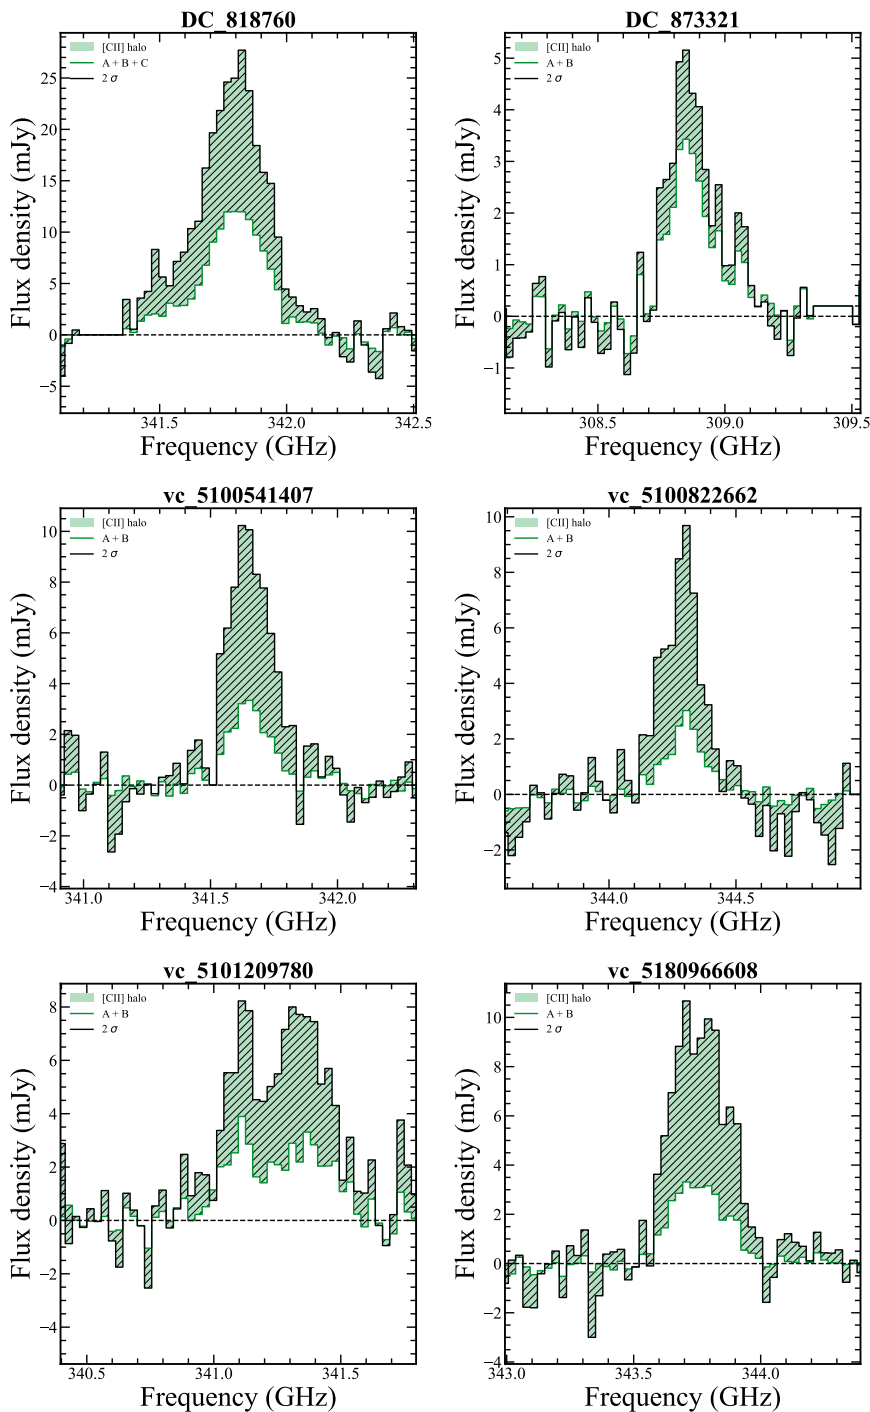 DC_818760
[CII] halo
A + B + C
2 σ
Flux density (mJy)
25
20
15
10
5
0
−5
341.5
342.0
342.5
Frequency (GHz)
DC_873321
[CII] halo
A + B
2 σ
Flux density (mJy)
5
4
3
2
1
0
−1
308.5
309.0
309.5
Frequency (GHz)
vc_5100541407
[CII] halo
A + B
2 σ
Flux density (mJy)
10
8
6
4
2
0
−2
−4
341.0
341.5
342.0
Frequency (GHz)
vc_5100822662
[CII] halo
A + B
2 σ
Flux density (mJy)
10
8
6
4
2
0
−2
344.0
344.5
Frequency (GHz)
vc_5101209780
[CII] halo
A + B
2 σ
Flux density (mJy)
8
6
4
2
0
−2
−4
340.5
341.0
341.5
Frequency (GHz)
vc_5180966608
[CII] halo
A + B
2 σ
Flux density (mJy)
10
8
6
4
2
0
−2
−4
343.0
343.5
344.0
Frequency (GHz)